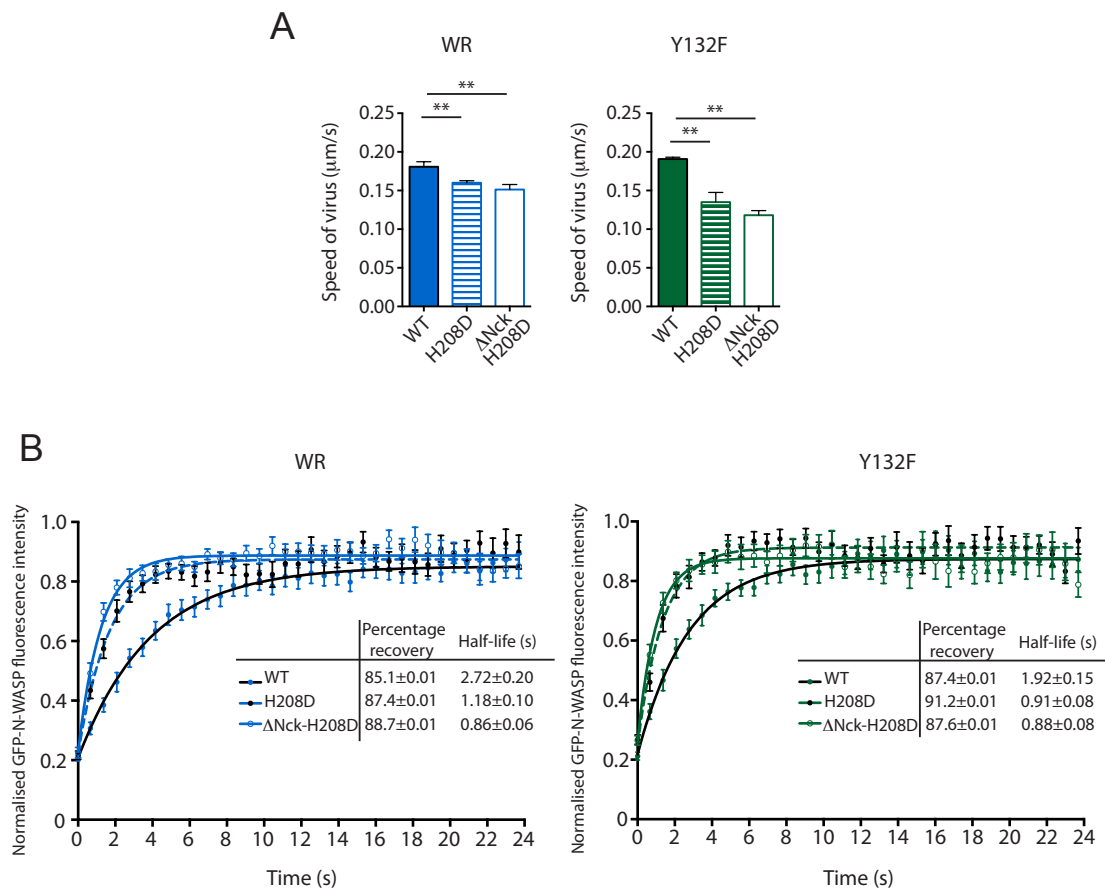 A
WR
Y132F
**
**
**
**
Speed of virus (μm/s)
0.25
0.20
0.15
0.10
0.05
0.00
WT
H208D
ΔNck
H208D
Speed of virus (μm/s)
0.25
0.20
0.15
0.10
0.05
0.00
WT
H208D
ΔNck
H208D
B
WR
Normalised GFP-N-WASP fluorescence intensity
1.0
0.8
0.6
0.4
0.2
0
0 2 4 6 8 10 12 14 16 18 20 22 24
Time (s)
Percentage recovery Half-life (s)
WT 85.1±0.01 2.72±0.20
H208D 87.4±0.01 1.18±0.10
ΔNck-H208D 88.7±0.01 0.86±0.06
Y132F
Normalised GFP-N-WASP fluorescence intensity
1.0
0.8
0.6
0.4
0.2
0
0 2 4 6 8 10 12 14 16 18 20 22 24
Time (s)
Percentage recovery Half-life (s)
WT 87.4±0.01 1.92±0.15
H208D 91.2±0.01 0.91±0.08
ΔNck-H208D 87.6±0.01 0.88±0.08